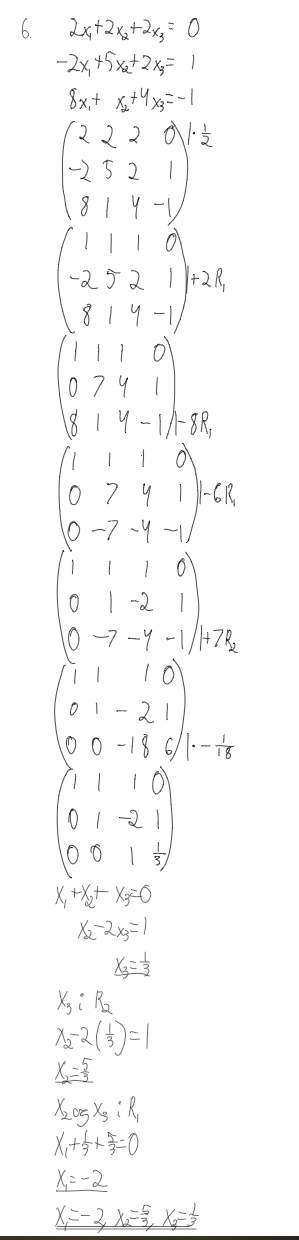 6. 2x₁+2x₂+2x₃= 0
-2x₁+5x₂+2x₃= 1
8x₁+ x₂+4x₃=-1
(2 2 2 0) |· 1/2
-2 5 2 1
8 1 4 -1)
(1 1 1 0
-2 5 2 1 |+2R₁
8 1 4 -1)
(1 1 1 0
0 7 4 1
8 1 4 -1) |-8R₁
(1 1 1 0
0 7 4 1 |-6R₁
0 -7 -4 -1)
(1 1 1 0
0 1 -2 1
0 -7 -4 -1) |+7R₂
(1 1 1 0
0 1 -2 1
0 0 -18 6) |· -1/18
(1 1 1 0
0 1 -2 1
0 0 1 1/3)
x₁+x₂+ x₃=0
x₂-2x₃=1
x₃=1/3
x₃ i R₂
x₂-2(1/3)=1
x₂=5/3
x₂ og x₃ i R₁
x₁+1/3+5/3=0
x₁=-2
x₁=-2, x₂=5/3, x₃=1/3